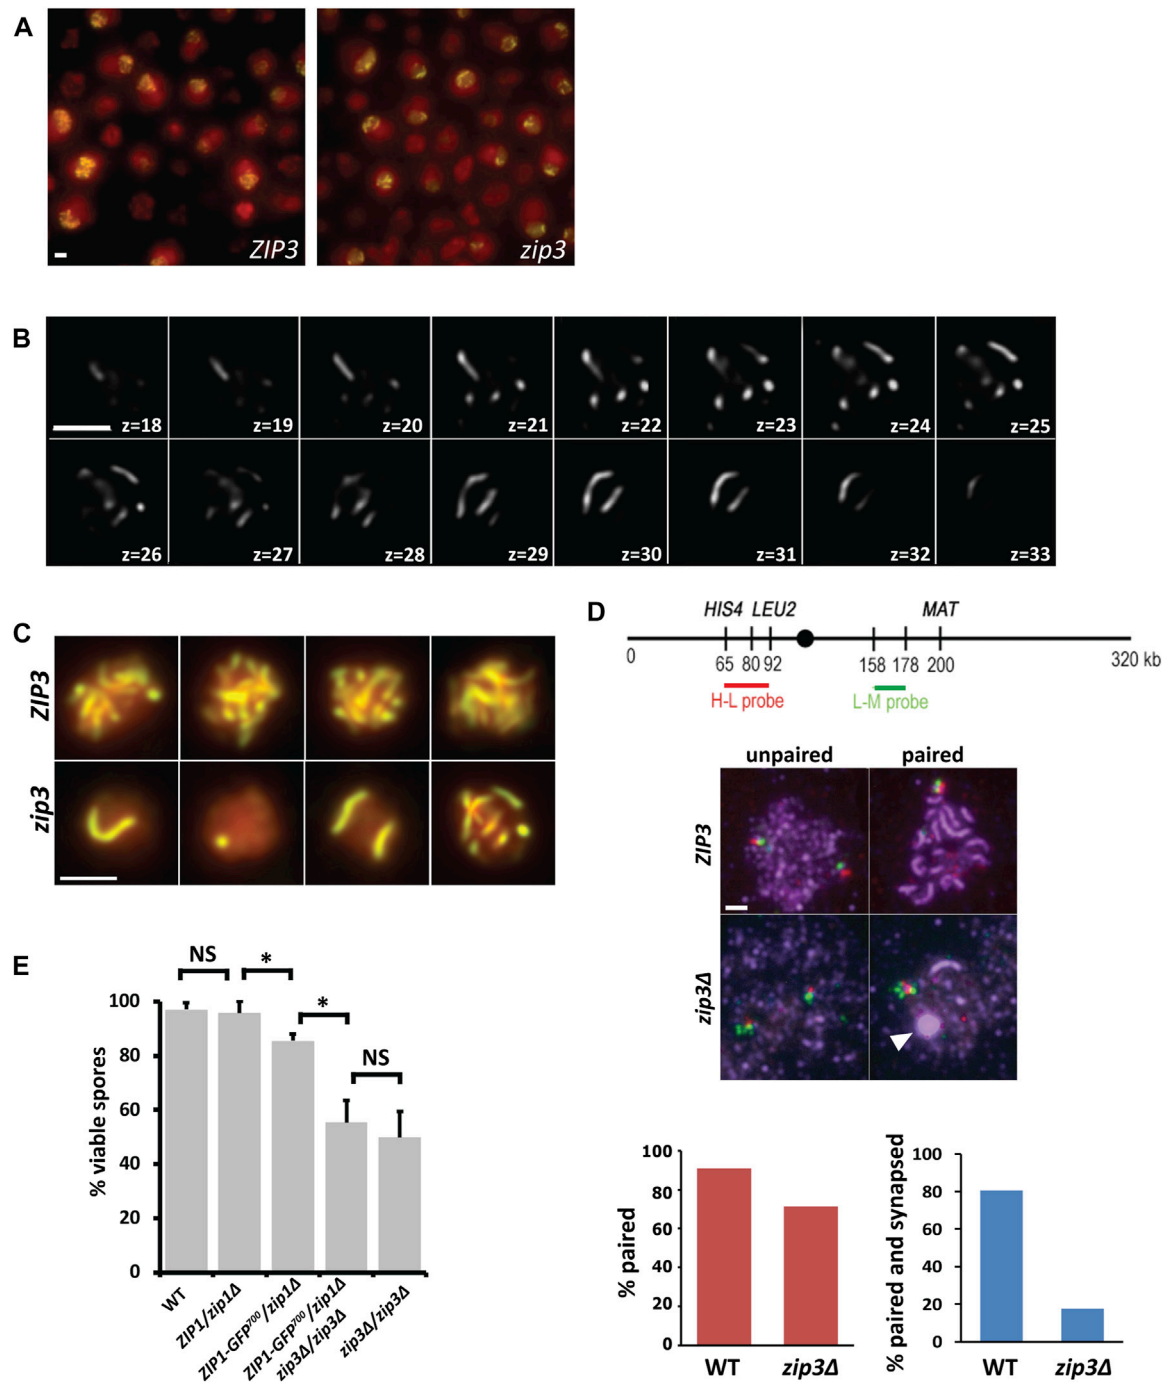 A
ZIP3
zip3
B
z=18
z=19
z=20
z=21
z=22
z=23
z=24
z=25
z=26
z=27
z=28
z=29
z=30
z=31
z=32
z=33
C
ZIP3
zip3
D
HIS4 LEU2 MAT
0 65 80 92 158 178 200 320 kb
H-L probe L-M probe
unpaired paired
ZIP3
zip3Δ
% paired
100
80
60
40
20
0
WT zip3Δ
% paired and synapsed
100
80
60
40
20
0
WT zip3Δ
E
NS
*
*
NS
% viable spores
100
80
60
40
20
0
WT
ZIP1/zip1Δ
ZIP1-GFP⁷⁰⁰/zip1Δ
ZIP1-GFP⁷⁰⁰/zip1Δ
zip3Δ/zip3Δ
zip3Δ/zip3Δ